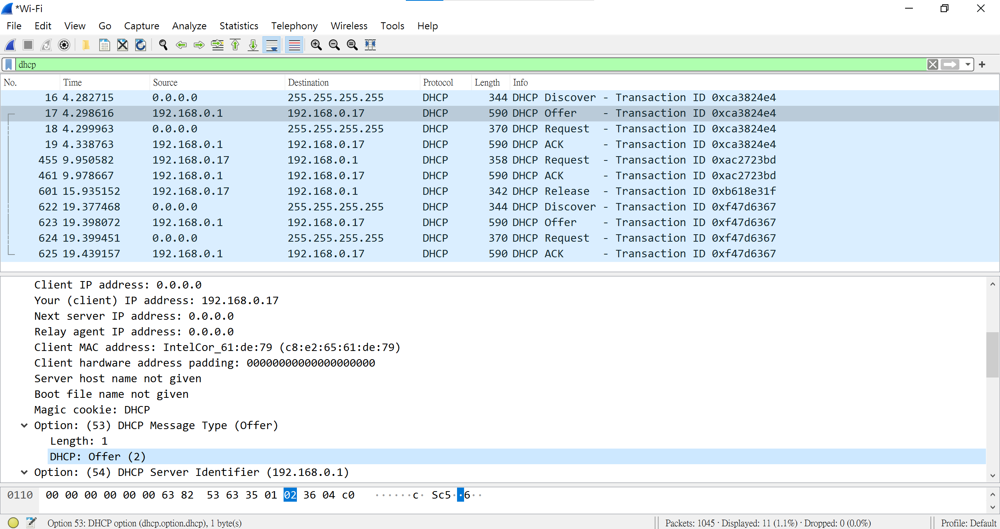 *Wi-Fi
File Edit View Go Capture Analyze Statistics Telephony Wireless Tools Help
dhcp
No. Time Source Destination Protocol Length Info
16 4.282715 0.0.0.0 255.255.255.255 DHCP 344 DHCP Discover - Transaction ID 0xca3824e4
17 4.298616 192.168.0.1 192.168.0.17 DHCP 590 DHCP Offer - Transaction ID 0xca3824e4
18 4.299963 0.0.0.0 255.255.255.255 DHCP 370 DHCP Request - Transaction ID 0xca3824e4
19 4.338763 192.168.0.1 192.168.0.17 DHCP 590 DHCP ACK - Transaction ID 0xca3824e4
455 9.950582 192.168.0.17 192.168.0.1 DHCP 358 DHCP Request - Transaction ID 0xac2723bd
461 9.978667 192.168.0.1 192.168.0.17 DHCP 590 DHCP ACK - Transaction ID 0xac2723bd
601 15.935152 192.168.0.17 192.168.0.1 DHCP 342 DHCP Release - Transaction ID 0xb618e31f
622 19.377468 0.0.0.0 255.255.255.255 DHCP 344 DHCP Discover - Transaction ID 0xf47d6367
623 19.398072 192.168.0.1 192.168.0.17 DHCP 590 DHCP Offer - Transaction ID 0xf47d6367
624 19.399451 0.0.0.0 255.255.255.255 DHCP 370 DHCP Request - Transaction ID 0xf47d6367
625 19.439157 192.168.0.1 192.168.0.17 DHCP 590 DHCP ACK - Transaction ID 0xf47d6367
Client IP address: 0.0.0.0
Your (client) IP address: 192.168.0.17
Next server IP address: 0.0.0.0
Relay agent IP address: 0.0.0.0
Client MAC address: IntelCor_61:de:79 (c8:e2:65:61:de:79)
Client hardware address padding: 00000000000000000000
Server host name not given
Boot file name not given
Magic cookie: DHCP
Option: (53) DHCP Message Type (Offer)
Length: 1
DHCP: Offer (2)
Option: (54) DHCP Server Identifier (192.168.0.1)
0110 00 00 00 00 00 00 63 82 53 63 35 01 02 36 04 c0 ······c· Sc5··6··
Option 53: DHCP option (dhcp.option.dhcp), 1 byte(s) Packets: 1045 · Displayed: 11 (1.1%) · Dropped: 0 (0.0%) Profile: Default